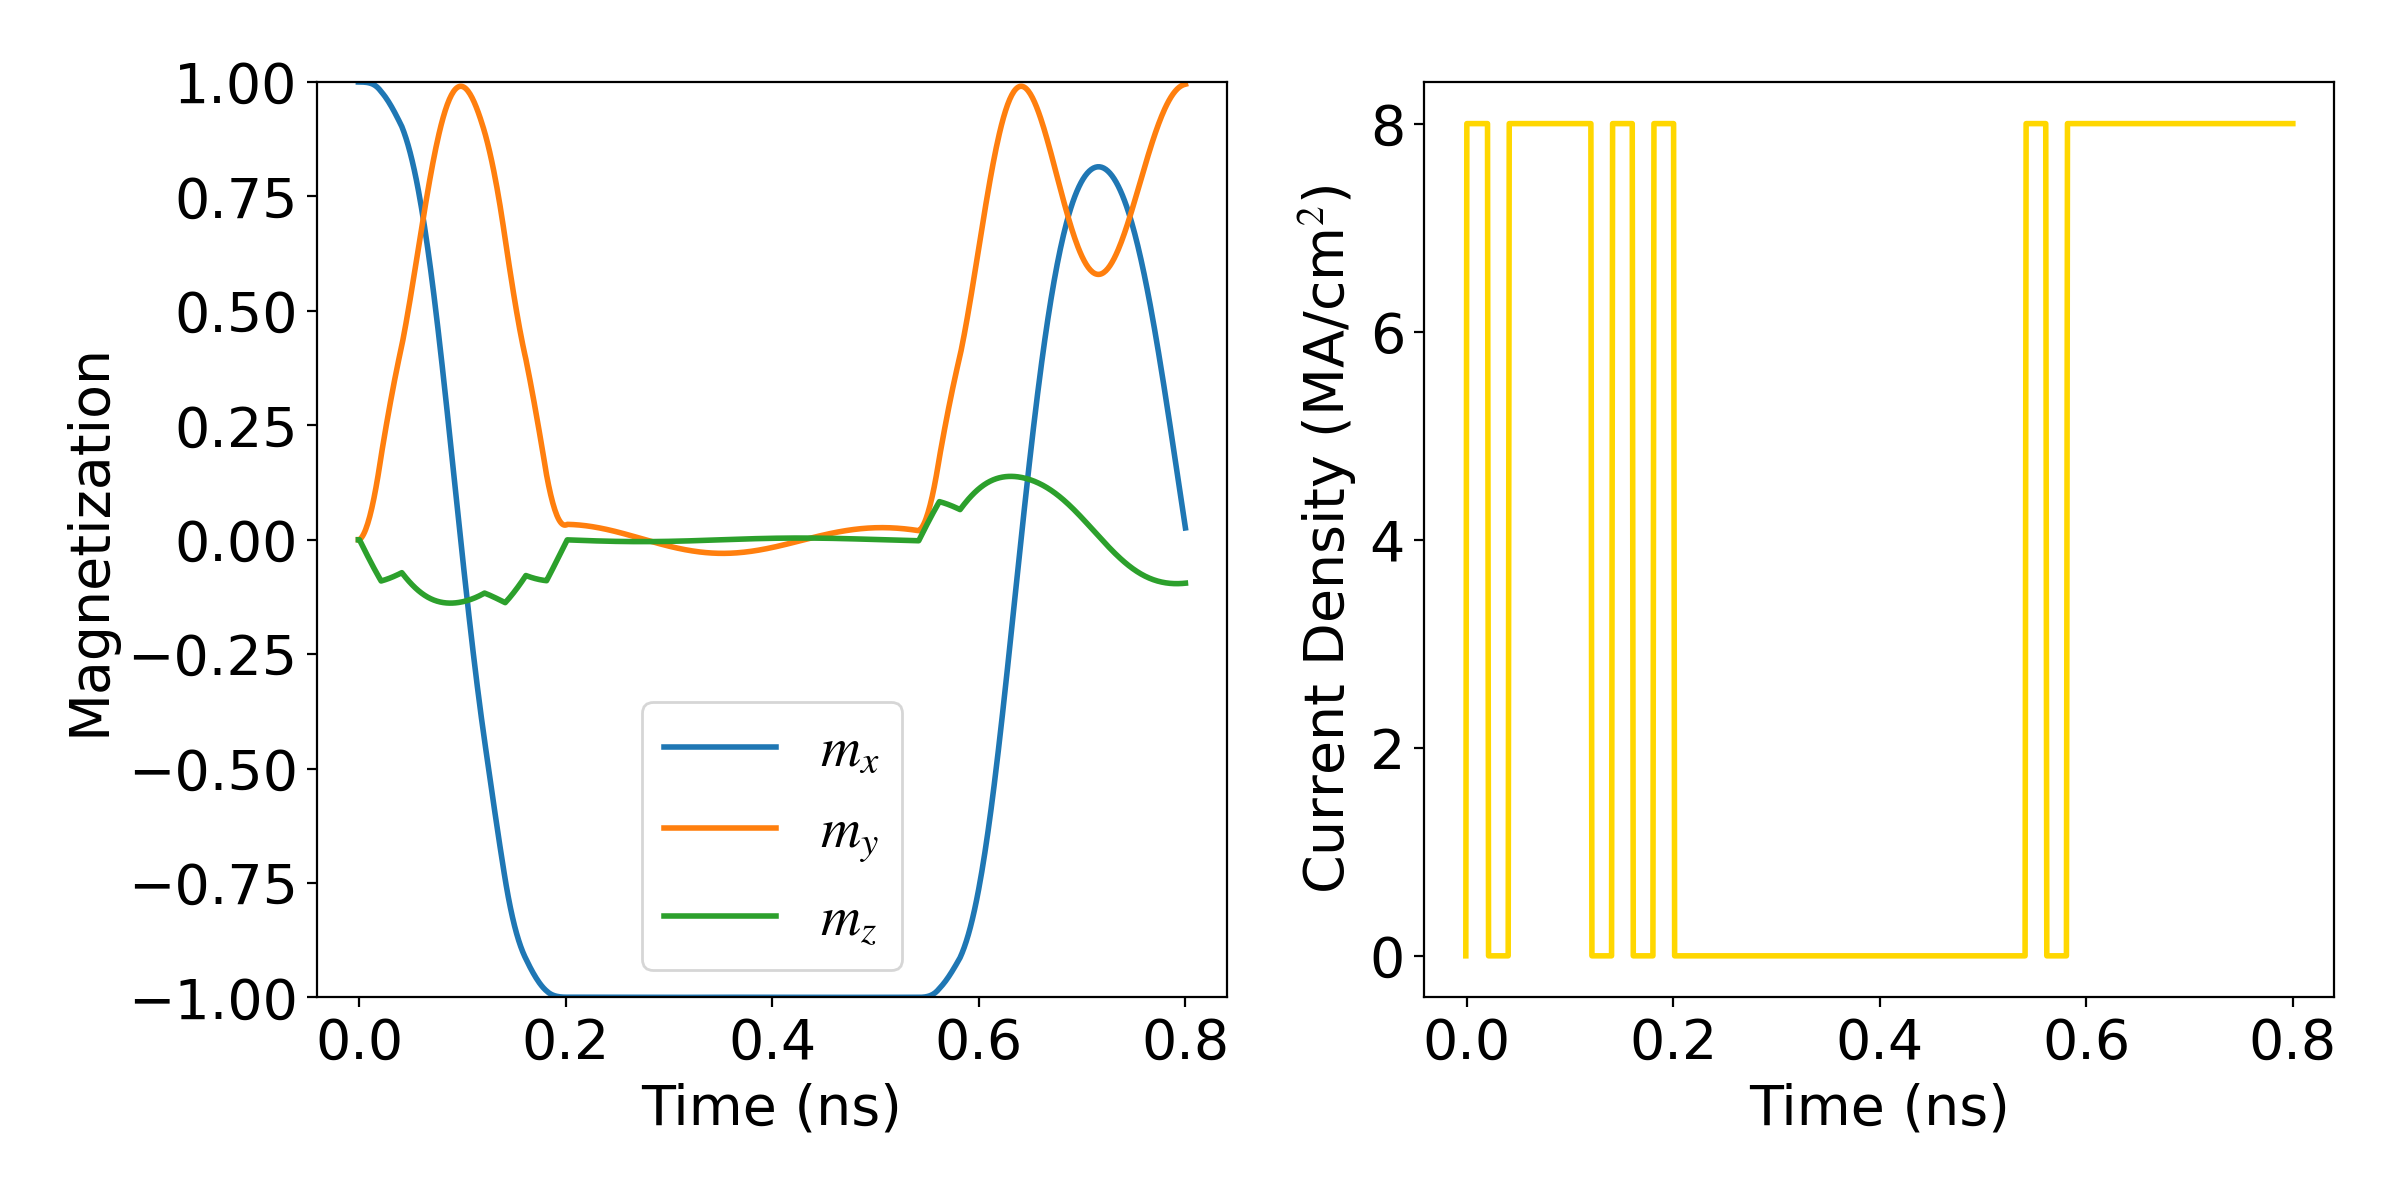 Magnetization
1.00
0.75
0.50
0.25
0.00
−0.25
−0.50
−0.75
−1.00
0.0 0.2 0.4 0.6 0.8
Time (ns)
m_x
m_y
m_z
Current Density (MA/cm²)
8
6
4
2
0
0.0 0.2 0.4 0.6 0.8
Time (ns)